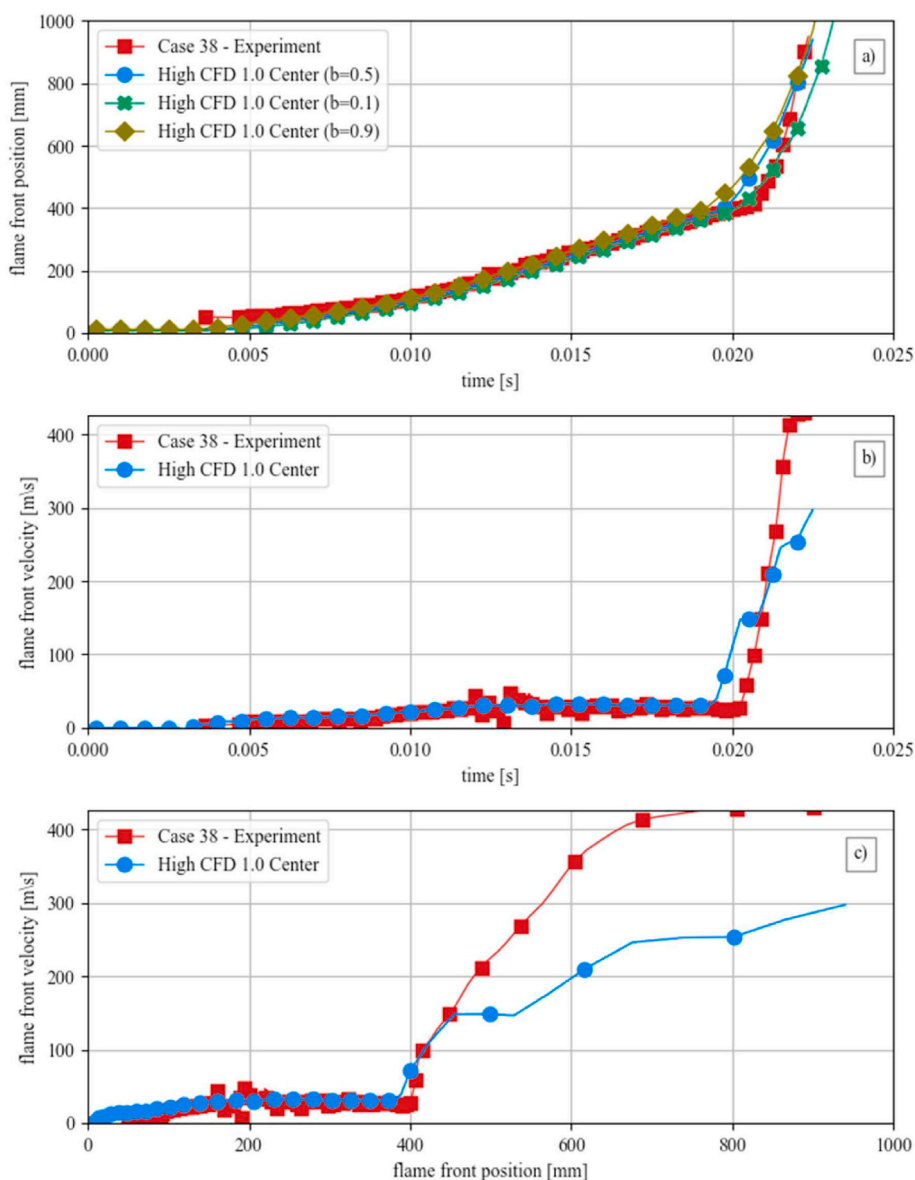 1000
800
600
400
200
0
flame front position [mm]
Case 38 - Experiment
High CFD 1.0 Center (b=0.5)
High CFD 1.0 Center (b=0.1)
High CFD 1.0 Center (b=0.9)
a)
0.000 0.005 0.010 0.015 0.020 0.025
time [s]
400
300
200
100
0
flame front velocity [m\s]
Case 38 - Experiment
High CFD 1.0 Center
b)
0.000 0.005 0.010 0.015 0.020 0.025
time [s]
400
300
200
100
0
flame front velocity [m\s]
Case 38 - Experiment
High CFD 1.0 Center
c)
0 200 400 600 800 1000
flame front position [mm]